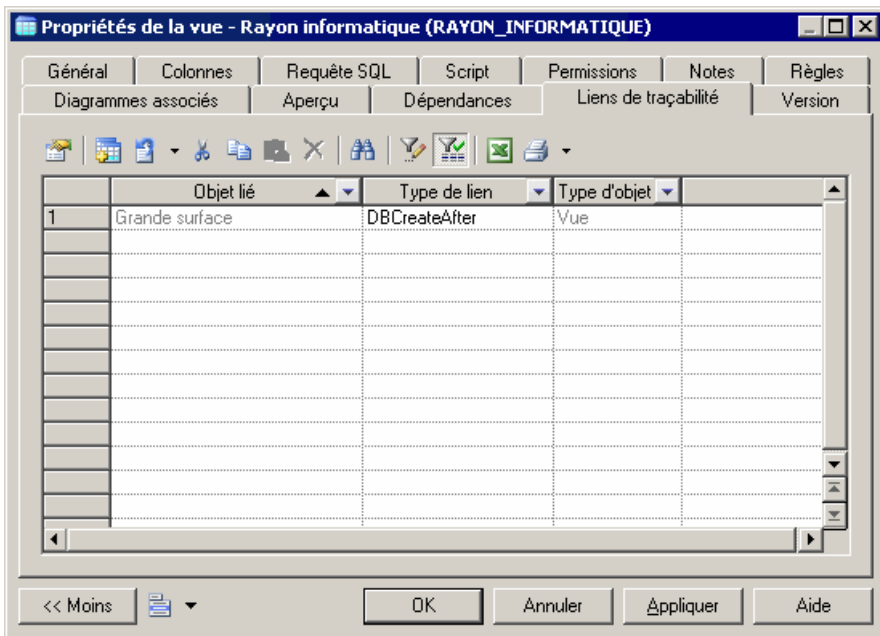 Propriétés de la vue - Rayon informatique (RAYON_INFORMATIQUE)
Général Colonnes Requête SQL Script Permissions Notes Règles
Diagrammes associés Aperçu Dépendances Liens de traçabilité Version
Objet lié Type de lien Type d'objet
1 Grande surface DBCreateAfter Vue
<< Moins OK Annuler Appliquer Aide